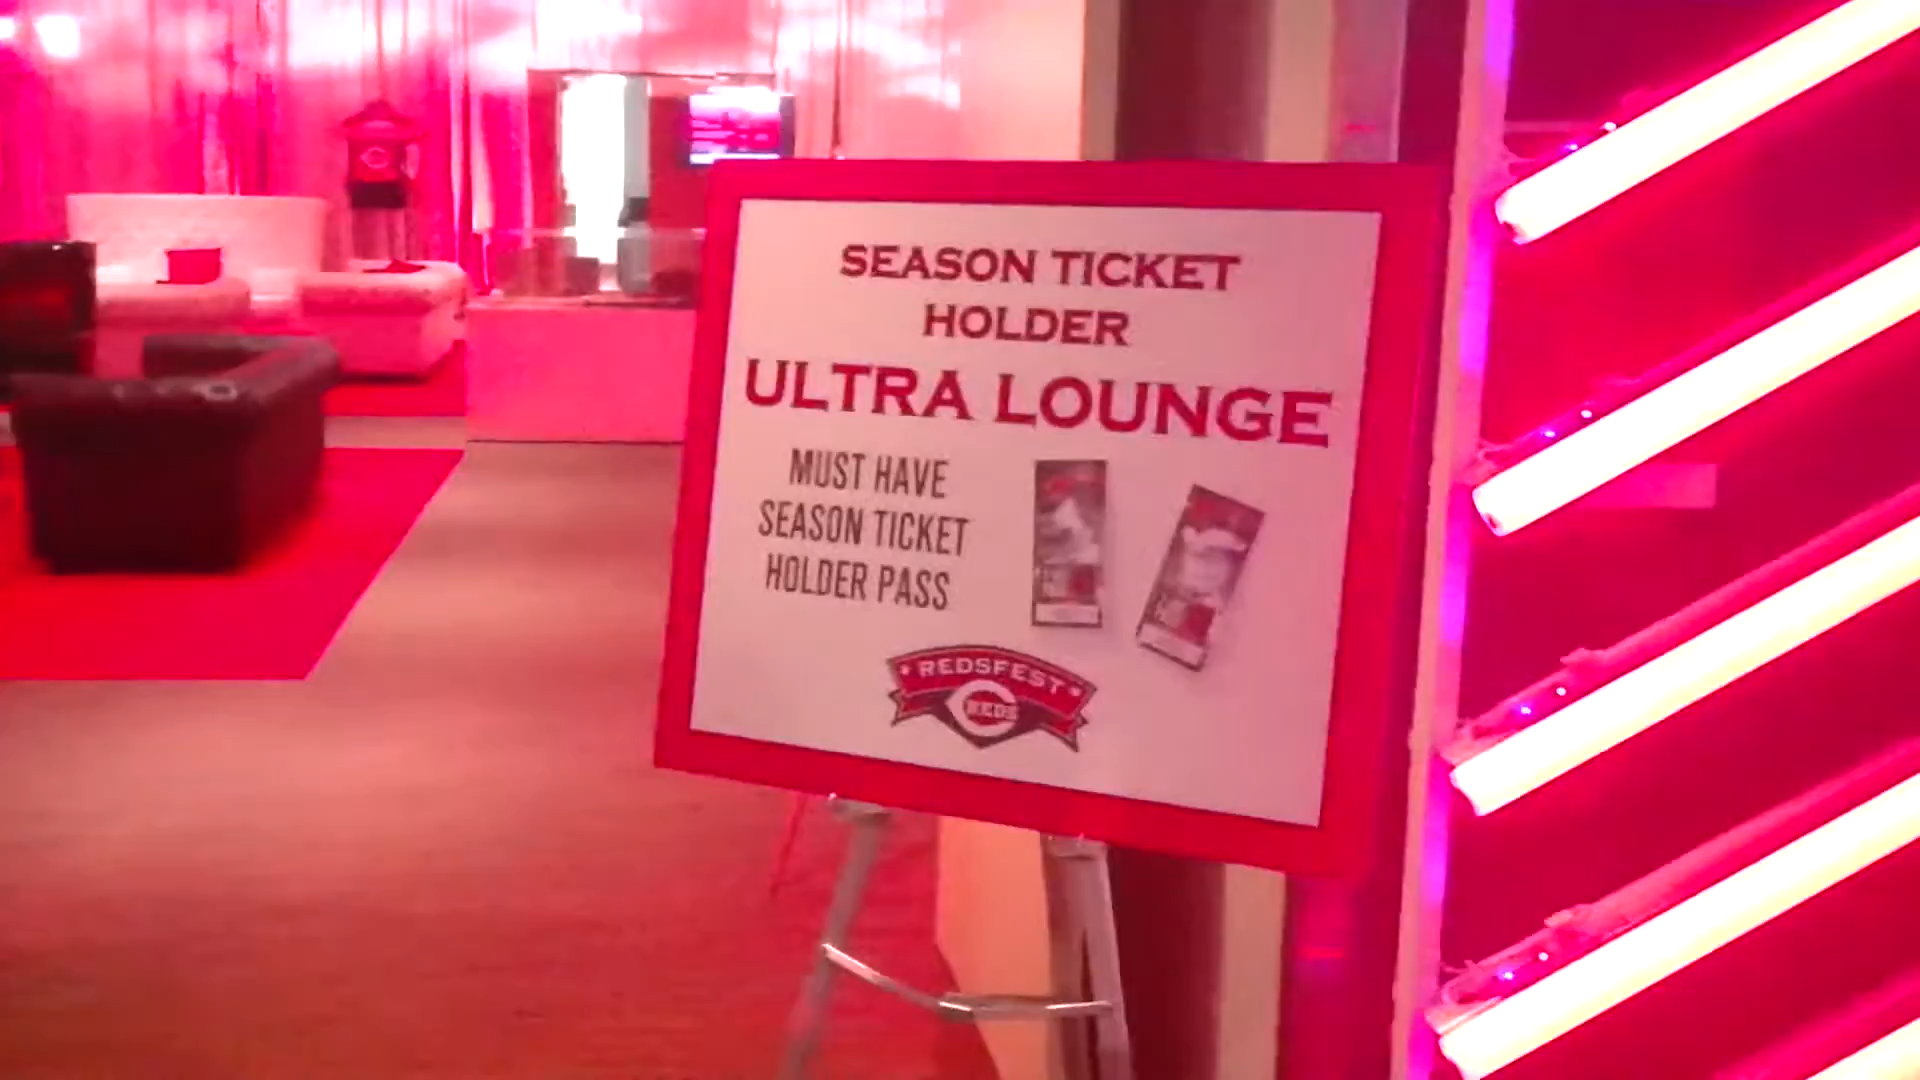 SEASON TICKET
HOLDER
ULTRA LOUNGE
MUST HAVE
SEASON TICKET
HOLDER PASS
REDSFEST
REDS